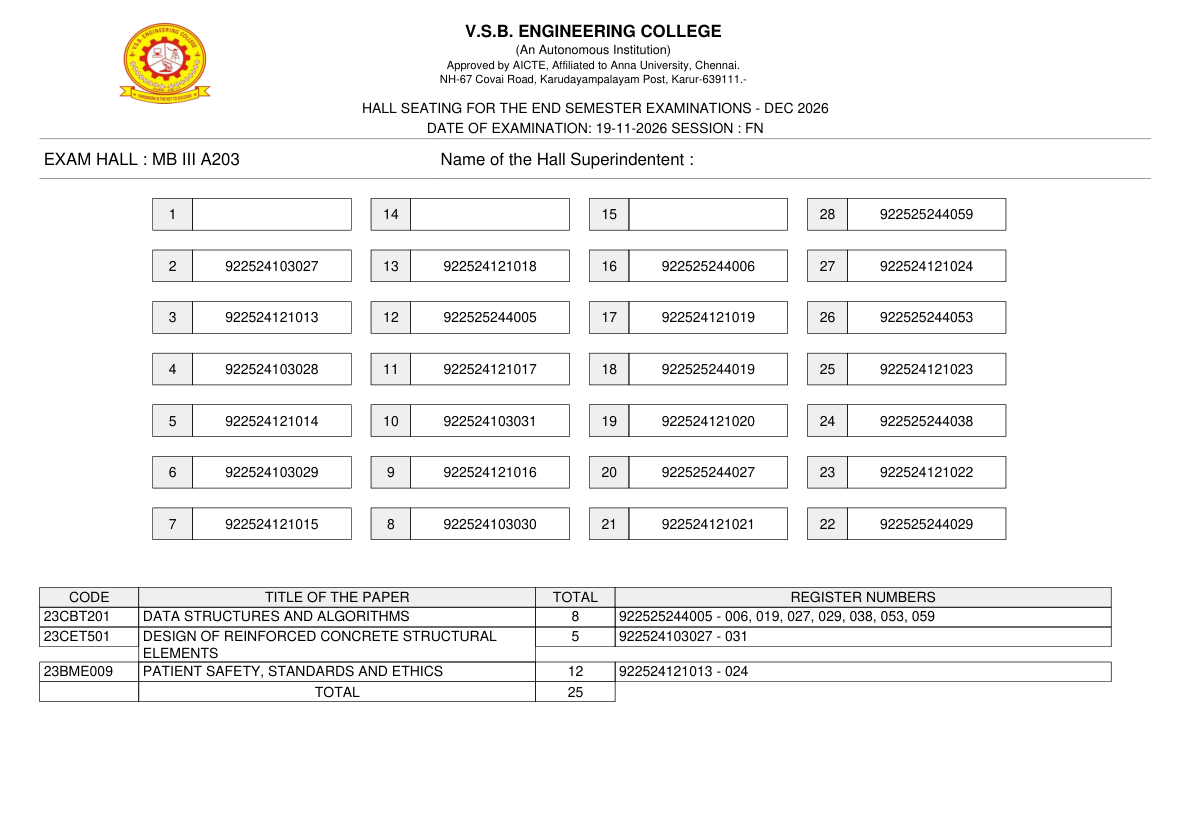 V.S.B. ENGINEERING COLLEGE
(An Autonomous Institution)
Approved by AICTE, Affiliated to Anna University, Chennai.
NH-67 Covai Road, Karudayampalayam Post, Karur-639111.-
HALL SEATING FOR THE END SEMESTER EXAMINATIONS - DEC 2026
DATE OF EXAMINATION: 19-11-2026 SESSION : FN
EXAM HALL : MB III A203 Name of the Hall Superintendent :
1 14 15 28 922525244059
2 922524103027 13 922524121018 16 922525244006 27 922524121024
3 922524121013 12 922525244005 17 922524121019 26 922525244053
4 922524103028 11 922524121017 18 922525244019 25 922524121023
5 922524121014 10 922524103031 19 922524121020 24 922525244038
6 922524103029 9 922524121016 20 922525244027 23 922524121022
7 922524121015 8 922524103030 21 922524121021 22 922525244029
CODE TITLE OF THE PAPER TOTAL REGISTER NUMBERS
23CBT201 DATA STRUCTURES AND ALGORITHMS 8 922525244005 - 006, 019, 027, 029, 038, 053, 059
23CET501 DESIGN OF REINFORCED CONCRETE STRUCTURAL 5 922524103027 - 031
ELEMENTS
23BME009 PATIENT SAFETY, STANDARDS AND ETHICS 12 922524121013 - 024
TOTAL 25